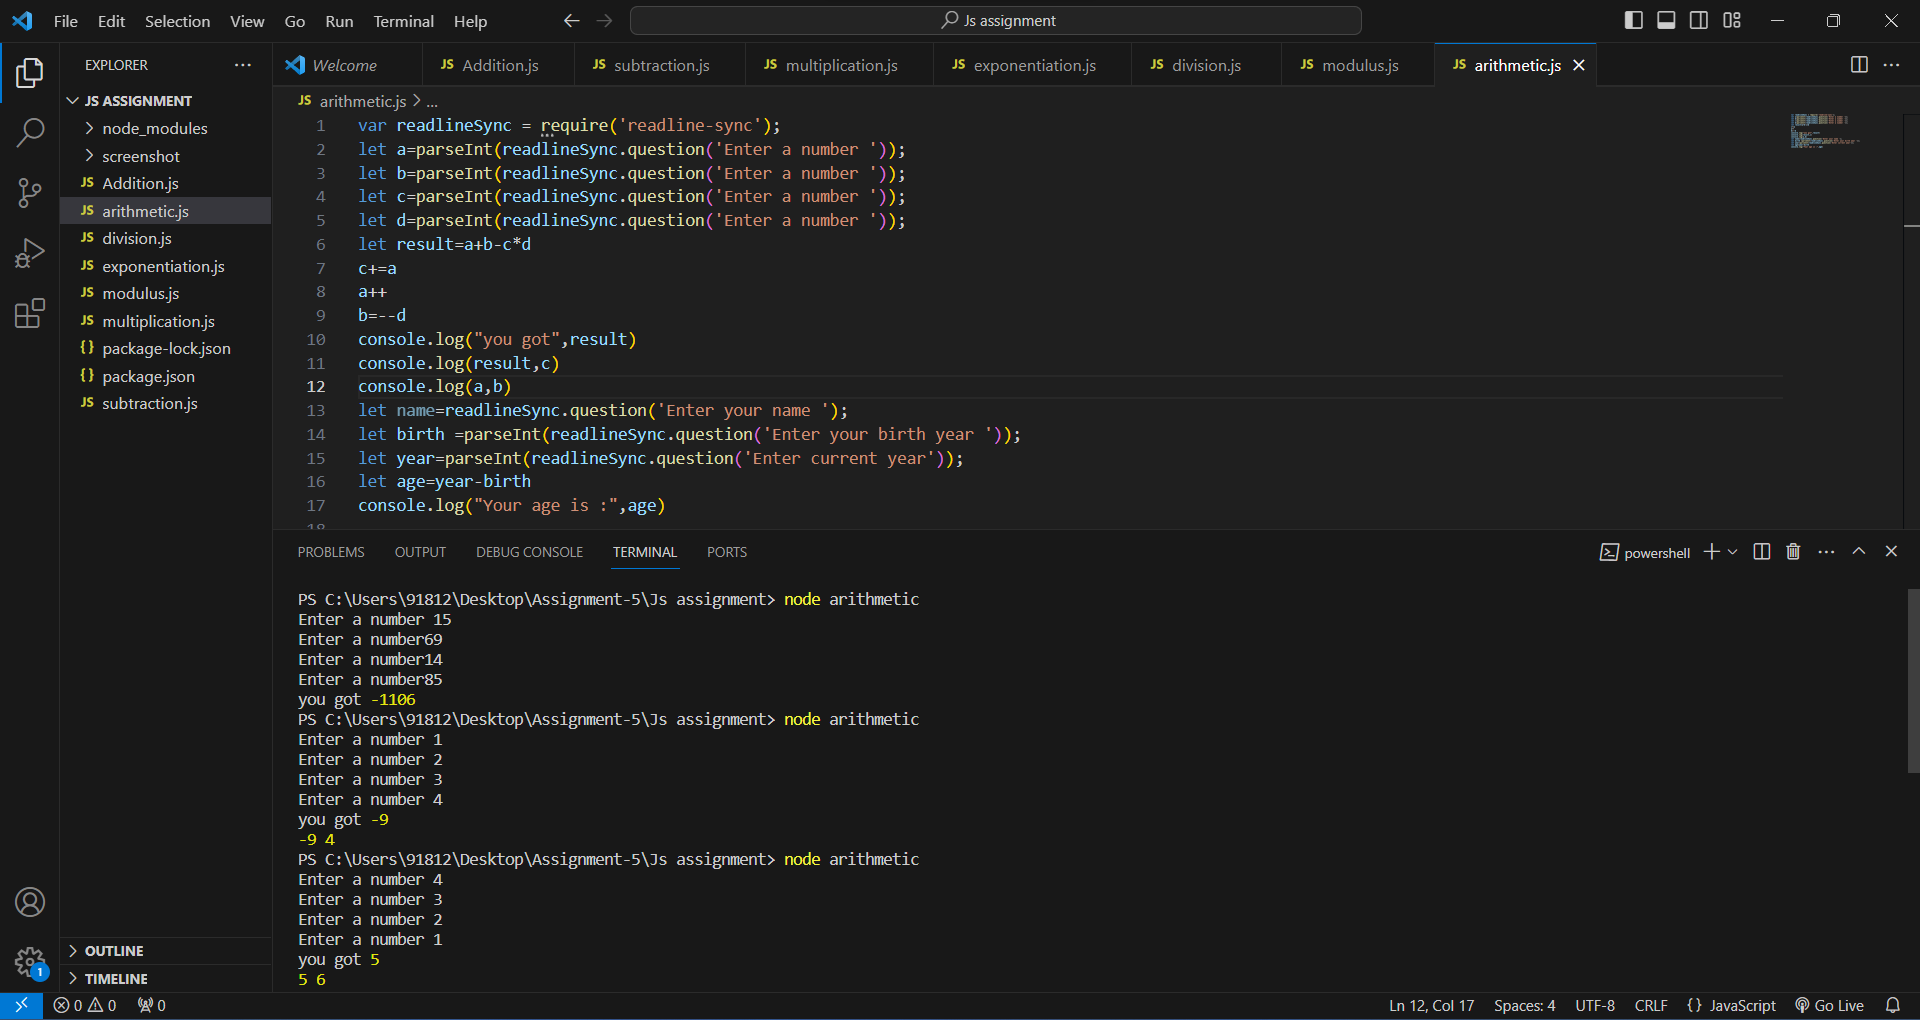 File Edit Selection View Go Run Terminal Help
Js assignment
EXPLORER
JS ASSIGNMENT
node_modules
screenshot
JS Addition.js
JS arithmetic.js
JS division.js
JS exponentiation.js
JS modulus.js
JS multiplication.js
{} package-lock.json
{} package.json
JS subtraction.js
OUTLINE
TIMELINE
1
Welcome JS Addition.js JS subtraction.js JS multiplication.js JS exponentiation.js JS division.js JS modulus.js JS arithmetic.js
JS arithmetic.js > ...
1 var readlineSync = require('readline-sync');
2 let a=parseInt(readlineSync.question('Enter a number '));
3 let b=parseInt(readlineSync.question('Enter a number '));
4 let c=parseInt(readlineSync.question('Enter a number '));
5 let d=parseInt(readlineSync.question('Enter a number '));
6 let result=a+b-c*d
7 c+=a
8 a++
9 b=--d
10 console.log("you got",result)
11 console.log(result,c)
12 console.log(a,b)
13 let name=readlineSync.question('Enter your name ');
14 let birth =parseInt(readlineSync.question('Enter your birth year '));
15 let year=parseInt(readlineSync.question('Enter current year'));
16 let age=year-birth
17 console.log("Your age is :",age)
18
PROBLEMS OUTPUT DEBUG CONSOLE TERMINAL PORTS
powershell
PS C:\Users\91812\Desktop\Assignment-5\Js assignment> node arithmetic
Enter a number 15
Enter a number69
Enter a number14
Enter a number85
you got -1106
PS C:\Users\91812\Desktop\Assignment-5\Js assignment> node arithmetic
Enter a number 1
Enter a number 2
Enter a number 3
Enter a number 4
you got -9
-9 4
PS C:\Users\91812\Desktop\Assignment-5\Js assignment> node arithmetic
Enter a number 4
Enter a number 3
Enter a number 2
Enter a number 1
you got 5
5 6
0 0 0
Ln 12, Col 17 Spaces: 4 UTF-8 CRLF {} JavaScript Go Live